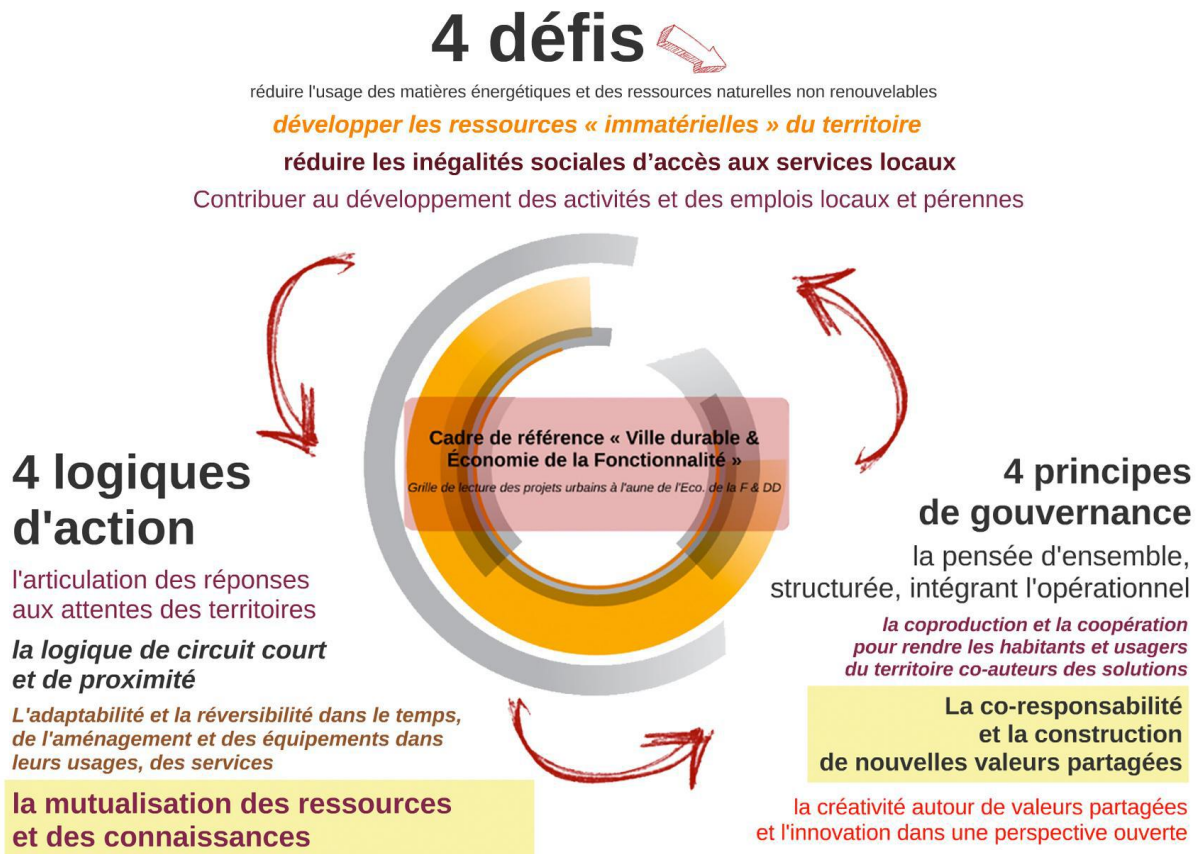 4 défis
réduire l'usage des matières énergétiques et des ressources naturelles non renouvelables
développer les ressources « immatérielles » du territoire
réduire les inégalités sociales d’accès aux services locaux
Contribuer au développement des activités et des emplois locaux et pérennes
Cadre de référence « Ville durable &
Économie de la Fonctionnalité »
Grille de lecture des projets urbains à l'aune de l'Eco. de la F & DD
4 logiques
d'action
l'articulation des réponses
aux attentes des territoires
la logique de circuit court
et de proximité
L'adaptabilité et la réversibilité dans le temps,
de l'aménagement et des équipements dans
leurs usages, des services
la mutualisation des ressources
et des connaissances
4 principes
de gouvernance
la pensée d'ensemble,
structurée, intégrant l'opérationnel
la coproduction et la coopération
pour rendre les habitants et usagers
du territoire co-auteurs des solutions
La co-responsabilité
et la construction
de nouvelles valeurs partagées
la créativité autour de valeurs partagées
et l'innovation dans une perspective ouverte